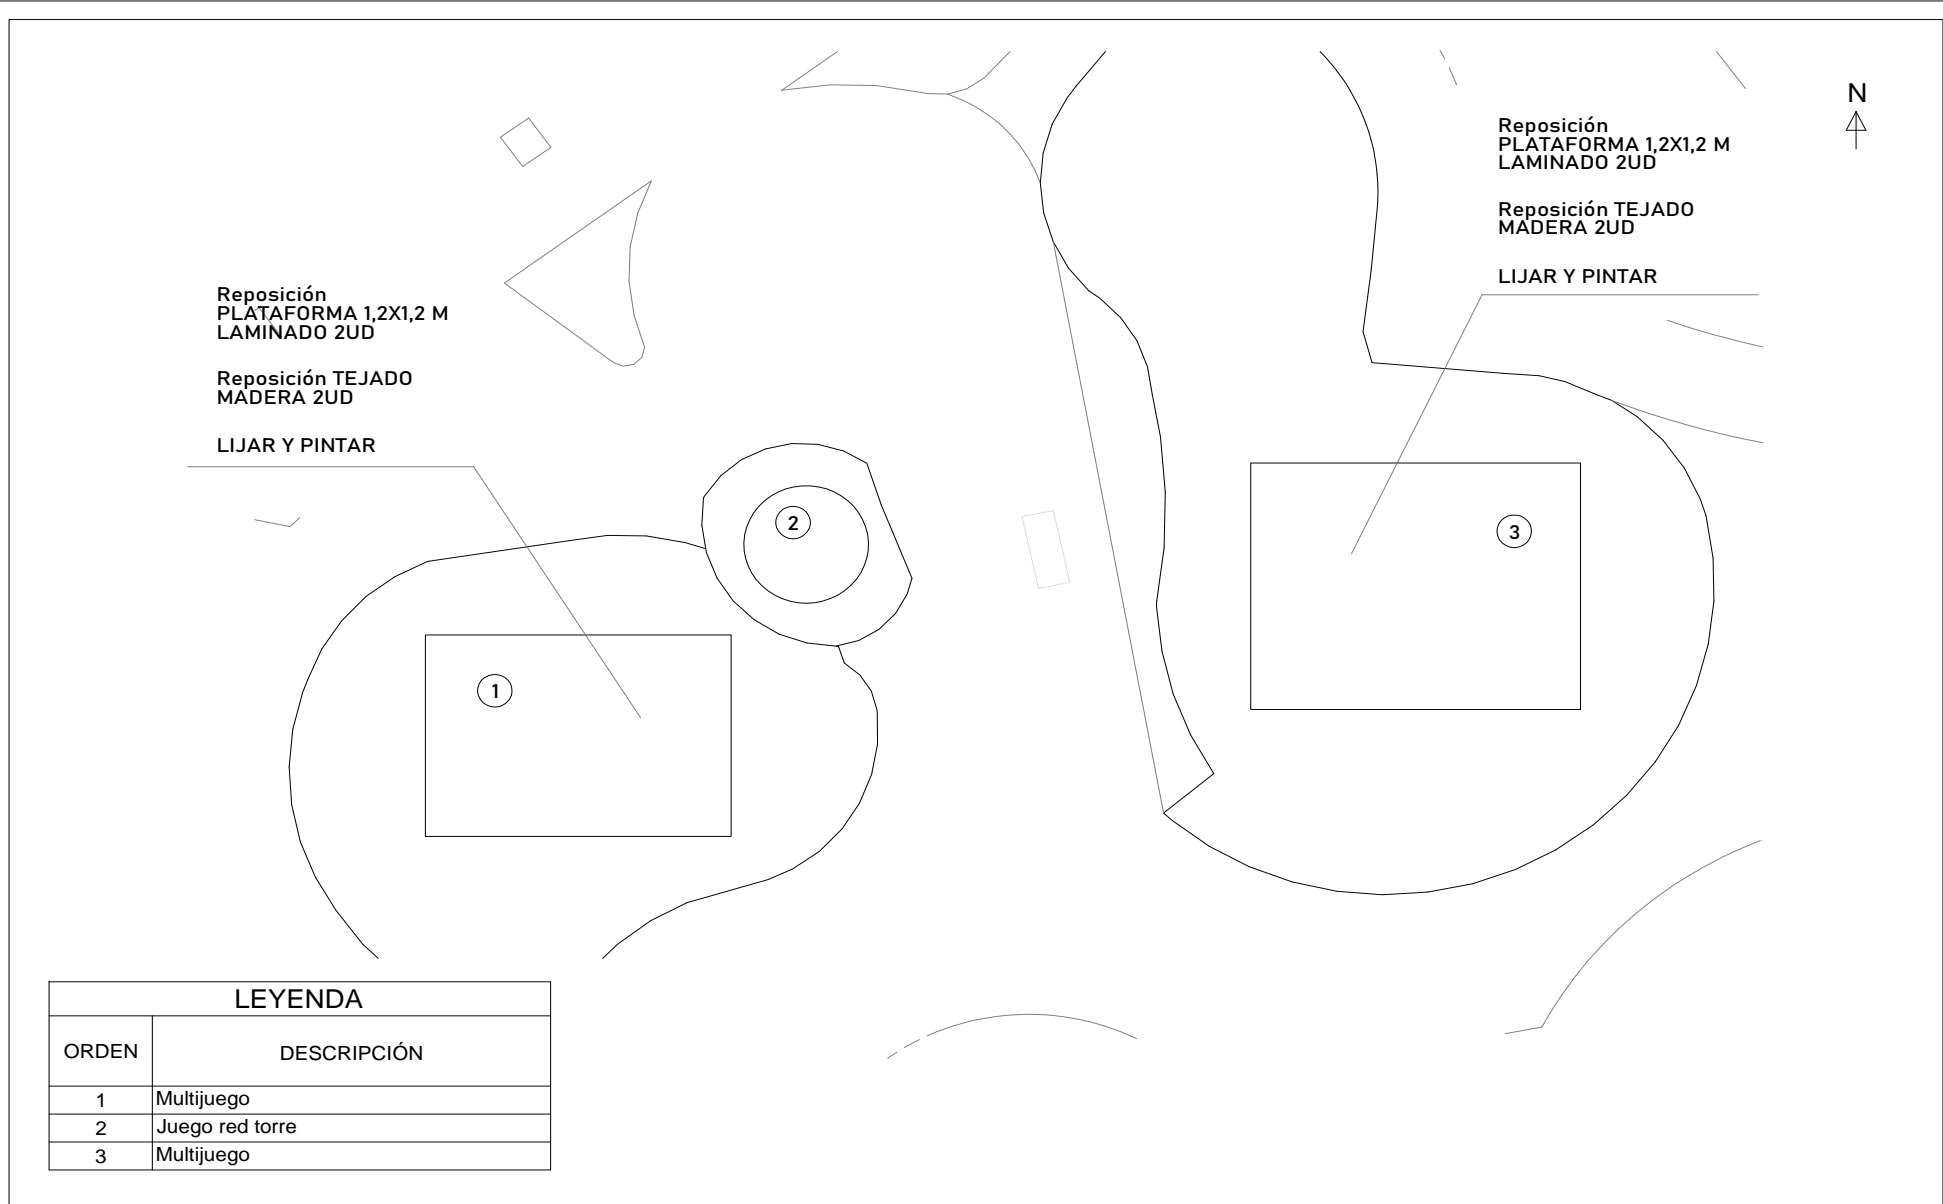 N
Reposición
PLATAFORMA 1,2X1,2 M
LAMINADO 2UD
Reposición TEJADO
MADERA 2UD
LIJAR Y PINTAR
Reposición
PLATAFORMA 1,2X1,2 M
LAMINADO 2UD
Reposición TEJADO
MADERA 2UD
LIJAR Y PINTAR
2
3
1
LEYENDA
ORDEN DESCRIPCIÓN
1 Multijuego
2 Juego red torre
3 Multijuego